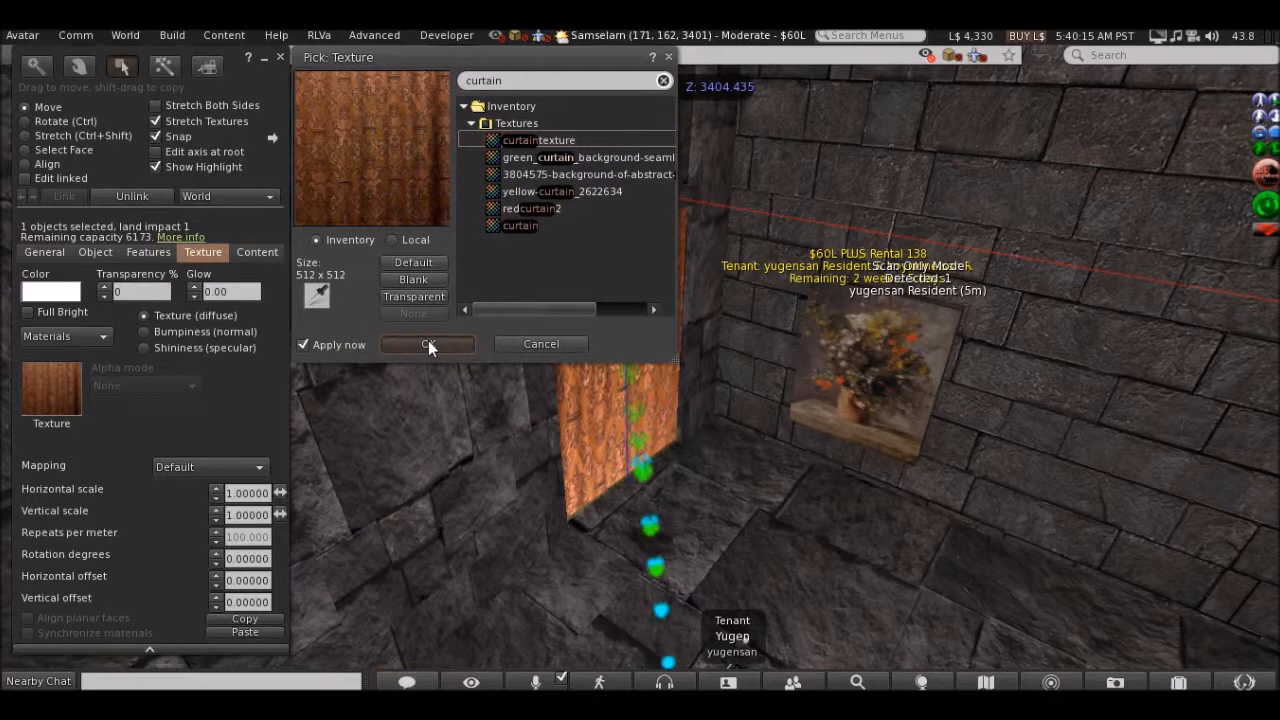 Avatar Comm World Build Content Help RLVa Advanced Developer Samselarn (171, 162, 3401) - Moderate - $60L L$ 4,330 BUY L$ 5:40:15 AM PST 43.8
Search Menus
Search
Drag to move, shift-drag to copy
Move
Rotate (Ctrl)
Stretch (Ctrl+Shift)
Select Face
Align
Edit linked
Stretch Both Sides
Stretch Textures
Snap
Edit axis at root
Show Highlight
Link
Unlink
World
1 objects selected, land impact 1
Remaining capacity 6173. More info
General Object Features Texture Content
Color
Transparency %
Glow
0
0.00
Full Bright
Materials
Texture (diffuse)
Bumpiness (normal)
Shininess (specular)
Alpha mode
None
Texture
Mapping
Default
Horizontal scale 1.00000
Vertical scale 1.00000
Repeats per meter 100.000
Rotation degrees 0.00000
Horizontal offset 0.00000
Vertical offset 0.00000
Align planar faces
Synchronize materials
Copy
Paste
Pick: Texture
curtain
Inventory
Textures
curtaintexture
green_curtain_background-seaml
3804575-background-of-abstract-
yellow-curtain_2622634
redcurtain2
curtain
Inventory
Local
Size:
512 x 512
Default
Blank
Transparent
None
Apply now
Cancel
Z: 3404.435
$60L PLUS Rental 138
Tenant: yugensan Resident
Scan Only Mode
Remaining: 2 weeks
Detected: 1
yugensan Resident (5m)
Tenant
Yugen
yugensan
Nearby Chat